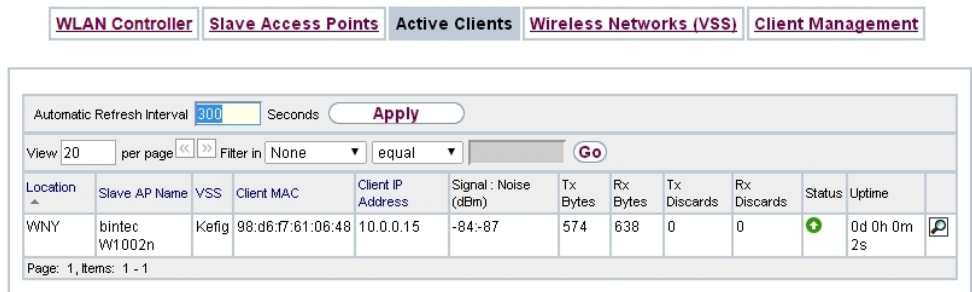 WLAN Controller Slave Access Points Active Clients Wireless Networks (VSS) Client Management
Automatic Refresh Interval 300 Seconds Apply
View 20 per page << >> Filter in None equal Go
Location Slave AP Name VSS Client MAC Client IP Address Signal : Noise (dBm) Tx Bytes Rx Bytes Tx Discards Rx Discards Status Uptime
WNY bintec W1002n Kefig 98:d6:f7:61:06:48 10.0.0.15 -84:-87 574 638 0 0 0d 0h 0m 2s
Page: 1, Items: 1 - 1